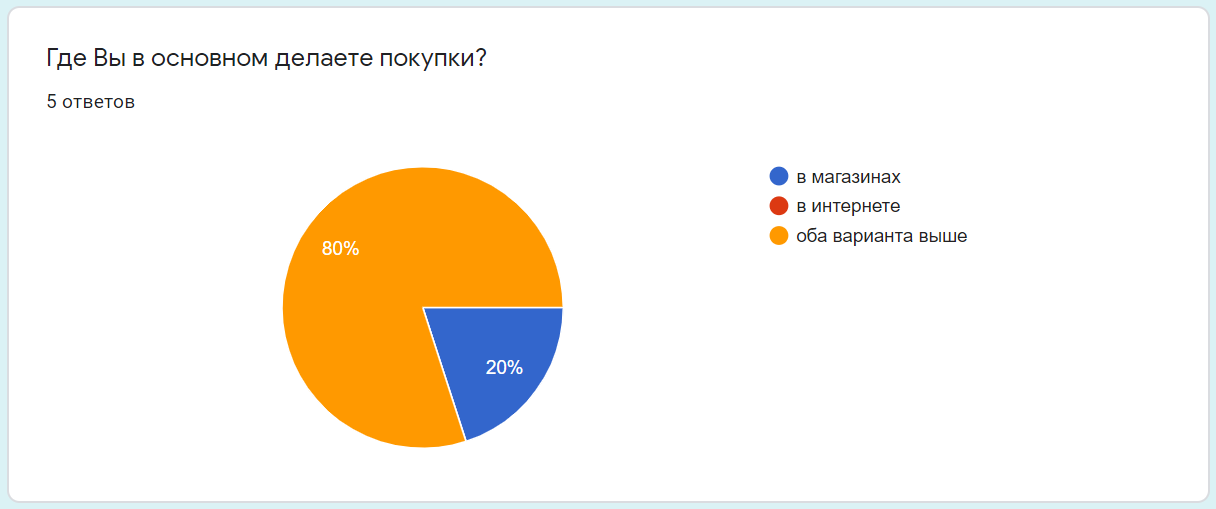 Где Вы в основном делаете покупки?
5 ответов
в магазинах
в интернете
оба варианта выше
80%
20%